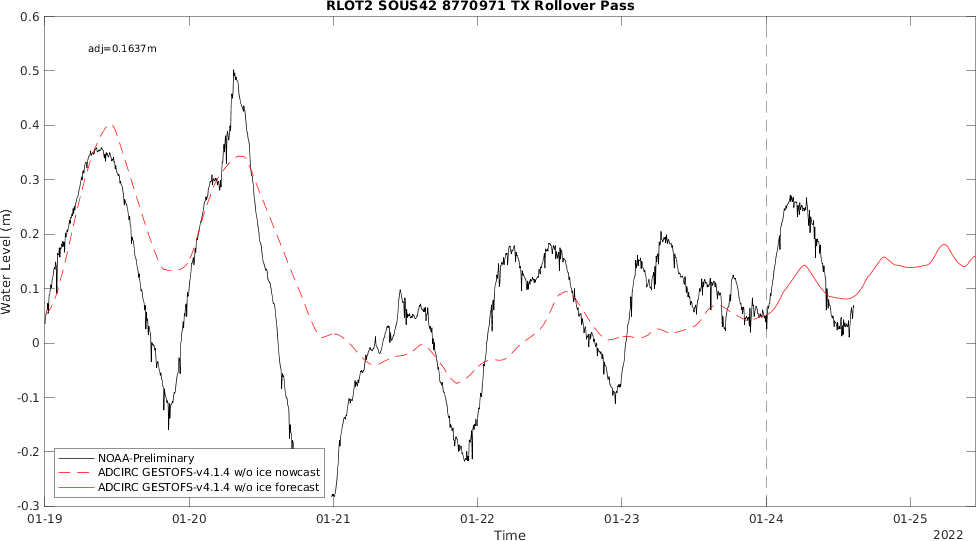 RLOT2 SOUS42 8770971 TX Rollover Pass
adj=0.1637m
0.6
0.5
0.4
0.3
0.2
0.1
0
-0.1
-0.2
-0.3
Water Level (m)
NOAA-Preliminary
ADCIRC GESTOFS-v4.1.4 w/o ice nowcast
ADCIRC GESTOFS-v4.1.4 w/o ice forecast
01-19 01-20 01-21 01-22 01-23 01-24 01-25
Time
2022